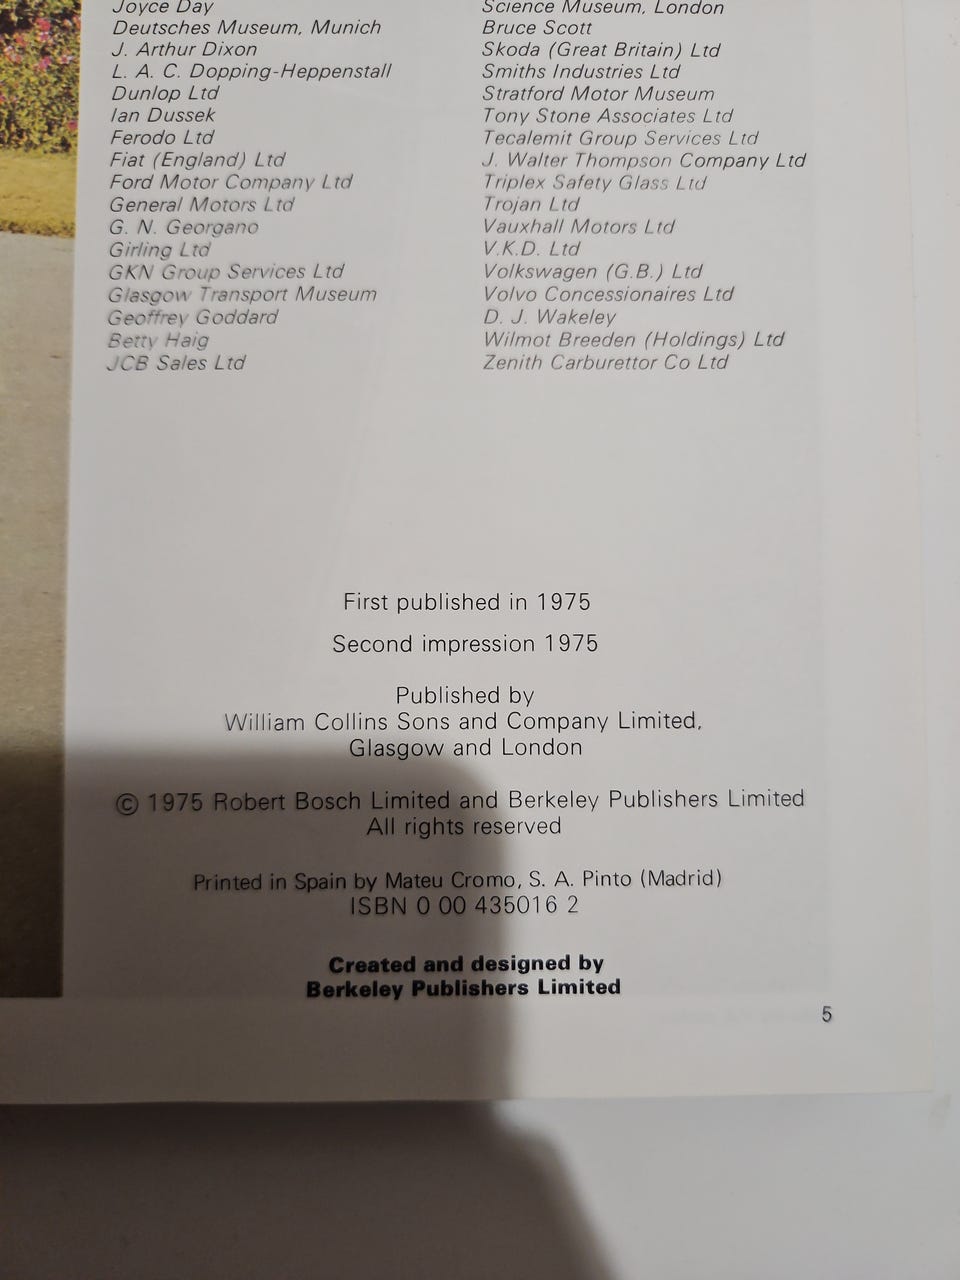 Joyce Day
Deutsches Museum, Munich
J. Arthur Dixon
L. A. C. Dopping-Heppenstall
Dunlop Ltd
Ian Dussek
Ferodo Ltd
Fiat (England) Ltd
Ford Motor Company Ltd
General Motors Ltd
G. N. Georgano
Girling Ltd
GKN Group Services Ltd
Glasgow Transport Museum
Geoffrey Goddard
Betty Haig
JCB Sales Ltd
Science Museum, London
Bruce Scott
Skoda (Great Britain) Ltd
Smiths Industries Ltd
Stratford Motor Museum
Tony Stone Associates Ltd
Tecalemit Group Services Ltd
J. Walter Thompson Company Ltd
Triplex Safety Glass Ltd
Trojan Ltd
Vauxhall Motors Ltd
V.K.D. Ltd
Volkswagen (G.B.) Ltd
Volvo Concessionaires Ltd
D. J. Wakeley
Wilmot Breeden (Holdings) Ltd
Zenith Carburettor Co Ltd
First published in 1975
Second impression 1975
Published by
William Collins Sons and Company Limited,
Glasgow and London
© 1975 Robert Bosch Limited and Berkeley Publishers Limited
All rights reserved
Printed in Spain by Mateu Cromo, S. A. Pinto (Madrid)
ISBN 0 00 435016 2
Created and designed by
Berkeley Publishers Limited
5